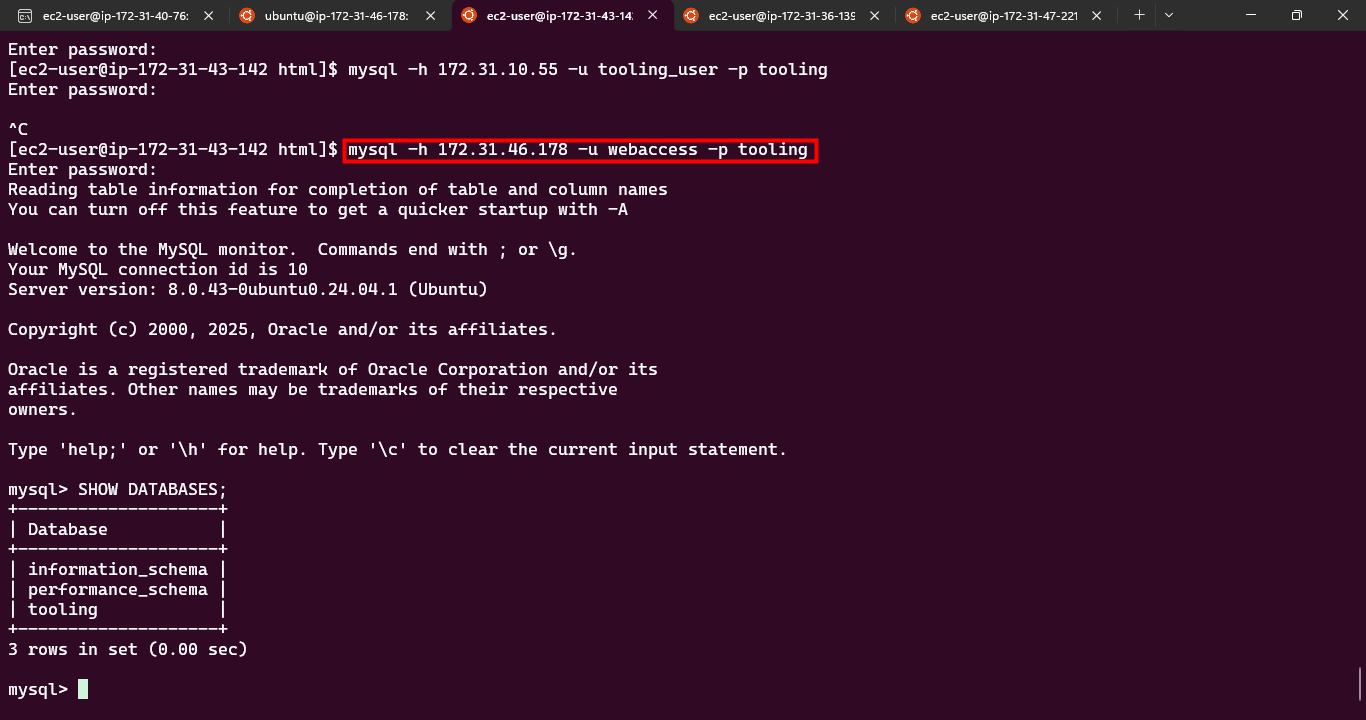 ec2-user@ip-172-31-40-76:
ubuntu@ip-172-31-46-178:
ec2-user@ip-172-31-43-14
ec2-user@ip-172-31-36-139
ec2-user@ip-172-31-47-221
Enter password:
[ec2-user@ip-172-31-43-142 html]$ mysql -h 172.31.10.55 -u tooling_user -p tooling
Enter password:
^C
[ec2-user@ip-172-31-43-142 html]$ mysql -h 172.31.46.178 -u webaccess -p tooling
Enter password:
Reading table information for completion of table and column names
You can turn off this feature to get a quicker startup with -A
Welcome to the MySQL monitor.  Commands end with ; or \g.
Your MySQL connection id is 10
Server version: 8.0.43-0ubuntu0.24.04.1 (Ubuntu)
Copyright (c) 2000, 2025, Oracle and/or its affiliates.
Oracle is a registered trademark of Oracle Corporation and/or its
affiliates. Other names may be trademarks of their respective
owners.
Type 'help;' or '\h' for help. Type '\c' to clear the current input statement.
mysql> SHOW DATABASES;
+--------------------+
| Database           |
+--------------------+
| information_schema |
| performance_schema |
| tooling            |
+--------------------+
3 rows in set (0.00 sec)
mysql>